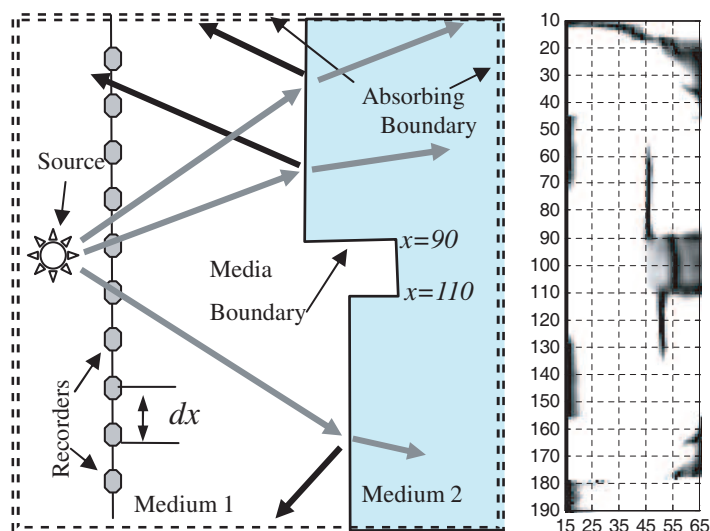 Source
Absorbing
Boundary
x=90
Media
Boundary
x=110
Recorders
dx
Medium 1
Medium 2
10
20
30
40
50
60
70
80
90
100
110
120
130
140
150
160
170
180
190
15 25 35 45 55 65